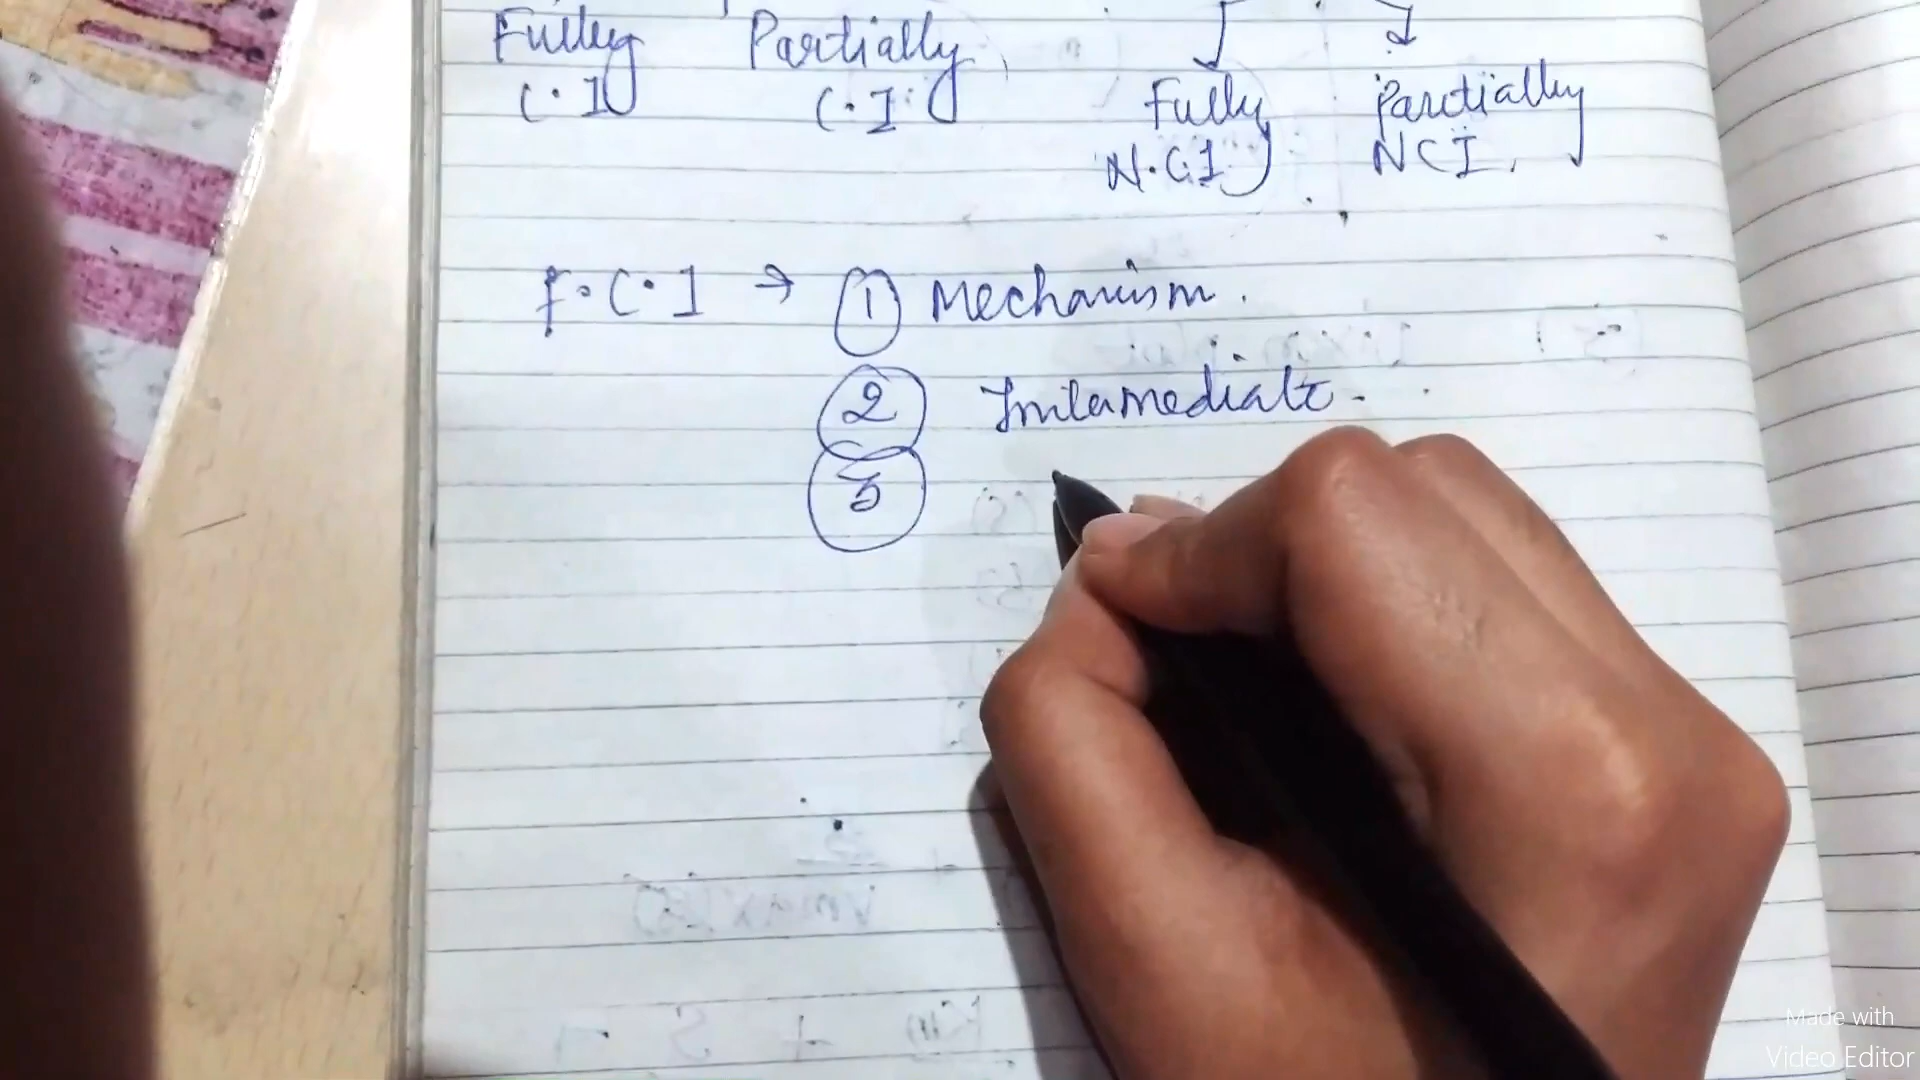 Fully Partially
C.I C.I
Fully Partially
N.C.I NCI.
F.C.I → 1 Mechanism.
2 Intermediate -
3
Made with
Video Editor